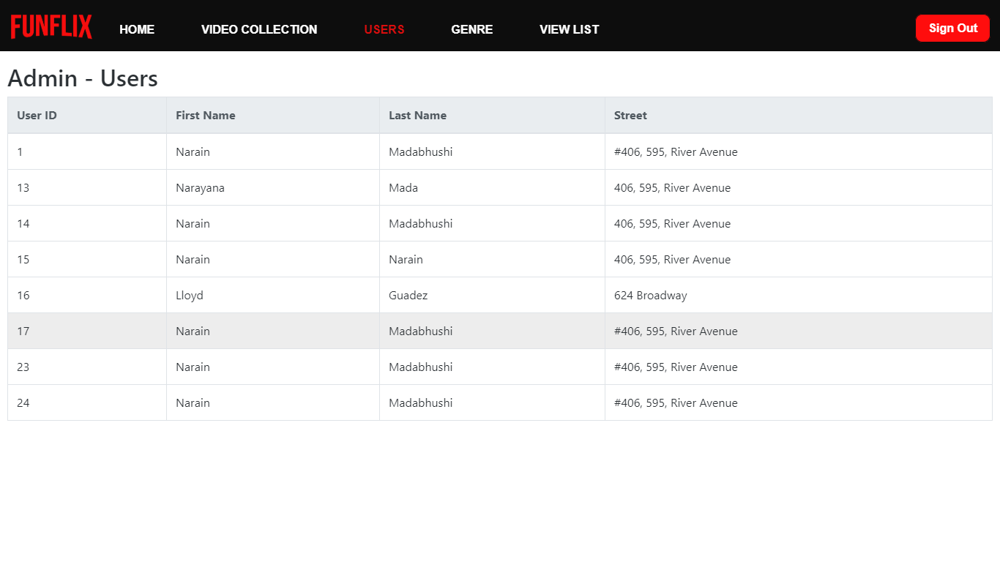 FUNFLIX HOME VIDEO COLLECTION USERS GENRE VIEW LIST Sign Out
Admin - Users
User ID First Name Last Name Street
1 Narain Madabhushi #406, 595, River Avenue
13 Narayana Mada 406, 595, River Avenue
14 Narain Madabhushi 406, 595, River Avenue
15 Narain Narain 406, 595, River Avenue
16 Lloyd Guadez 624 Broadway
17 Narain Madabhushi #406, 595, River Avenue
23 Narain Madabhushi #406, 595, River Avenue
24 Narain Madabhushi #406, 595, River Avenue